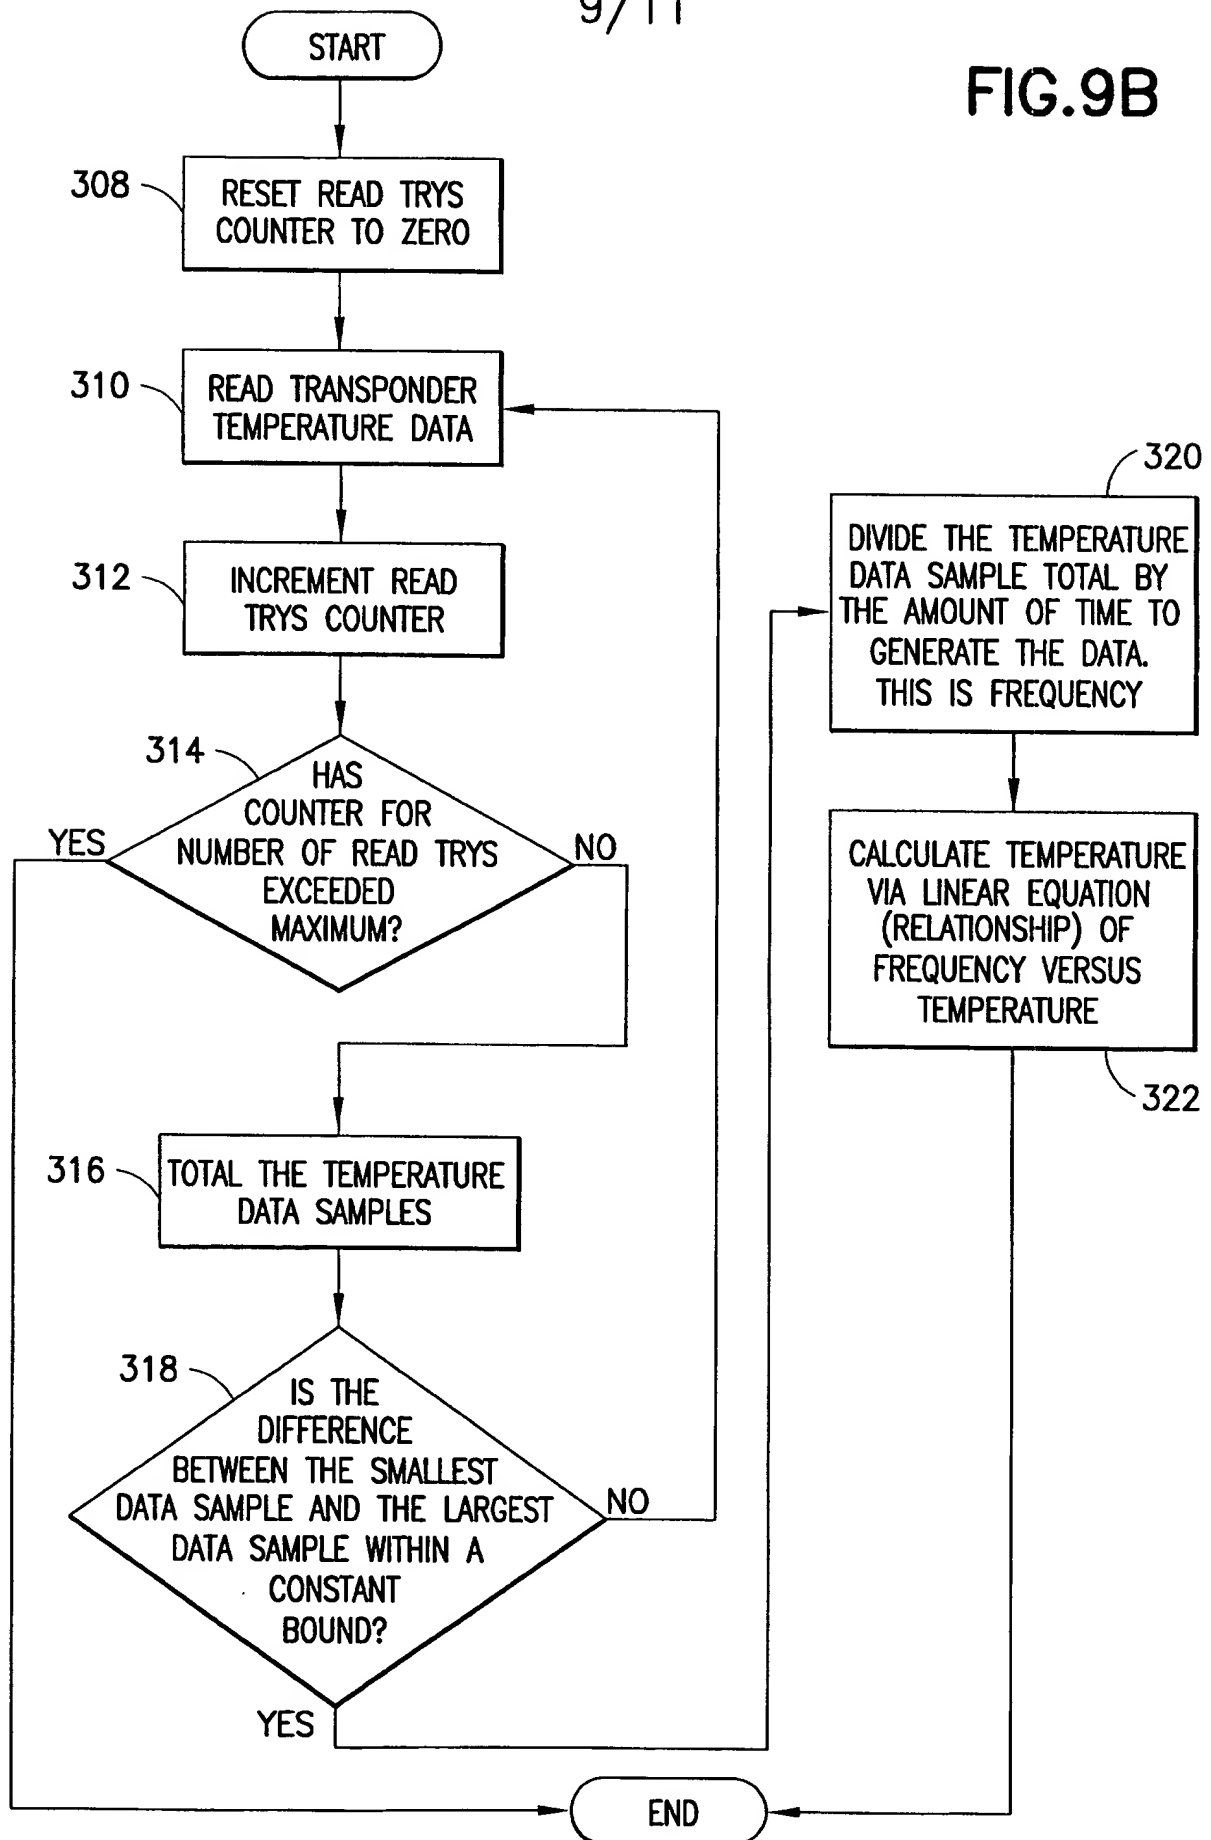 9/11
FIG.9B
START
308
RESET READ TRYS
COUNTER TO ZERO
310
READ TRANSPONDER
TEMPERATURE DATA
312
INCREMENT READ
TRYS COUNTER
314
HAS
COUNTER FOR
NUMBER OF READ TRYS
EXCEEDED
MAXIMUM?
YES
NO
316
TOTAL THE TEMPERATURE
DATA SAMPLES
318
IS THE
DIFFERENCE
BETWEEN THE SMALLEST
DATA SAMPLE AND THE LARGEST
DATA SAMPLE WITHIN A
CONSTANT
BOUND?
NO
YES
320
DIVIDE THE TEMPERATURE
DATA SAMPLE TOTAL BY
THE AMOUNT OF TIME TO
GENERATE THE DATA.
THIS IS FREQUENCY
CALCULATE TEMPERATURE
VIA LINEAR EQUATION
(RELATIONSHIP) OF
FREQUENCY VERSUS
TEMPERATURE
322
END